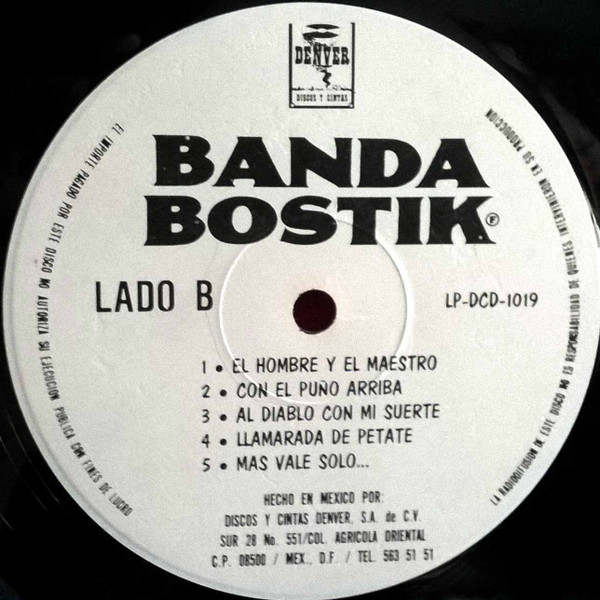 DENVER
DISCOS Y CINTAS
BANDA
BOSTIK®
LADO B
LP-DCD-1019
1 • EL HOMBRE Y EL MAESTRO
2 • CON EL PUÑO ARRIBA
3 • AL DIABLO CON MI SUERTE
4 • LLAMARADA DE PETATE
5 • MAS VALE SOLO...
HECHO EN MEXICO POR:
DISCOS Y CINTAS DENVER, S.A. de C.V.
SUR 28 No. 551/COL. AGRICOLA ORIENTAL
C.P. 08500 / MEX., D.F. / TEL. 563 51 51
EL IMPORTE PAGADO POR ESTE DISCO NO AUTORIZA SU EJECUCION PUBLICA CON FINES DE LUCRO
LA RADIODIFUSION DE ESTE DISCO NO ES RESPONSABILIDAD DE QUIENES INTERVINIERON EN SU PRODUCCION